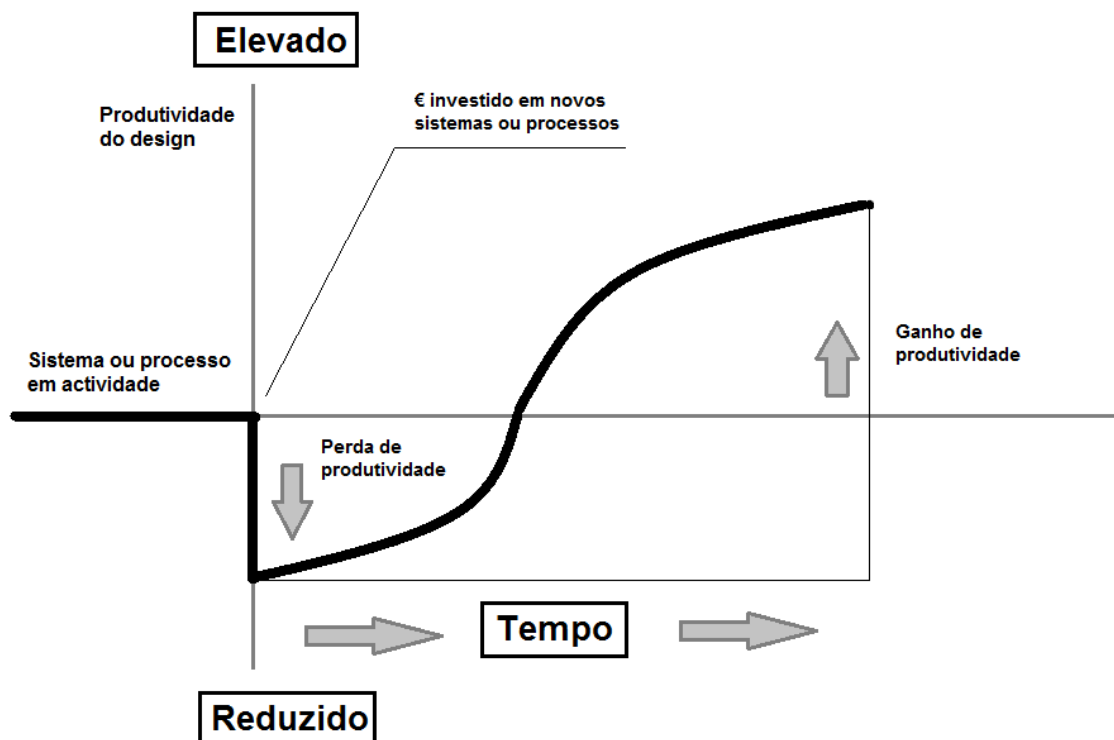 Elevado
Produtividade
do design
€ investido em novos
sistemas ou processos
Sistema ou processo
em actividade
Ganho de
produtividade
Perda de
produtividade
Tempo
Reduzido